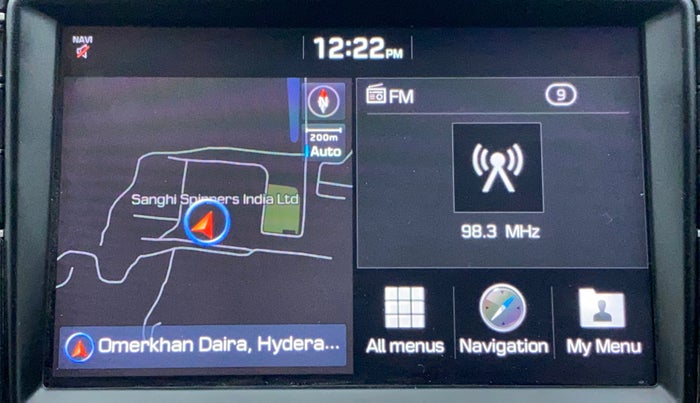 NAVI
12:22PM
N
200m
Auto
Sanghi Spinners India Ltd
Omerkhan Daira, Hydera...
FM
9
98.3 MHz
All menus
Navigation
My Menu